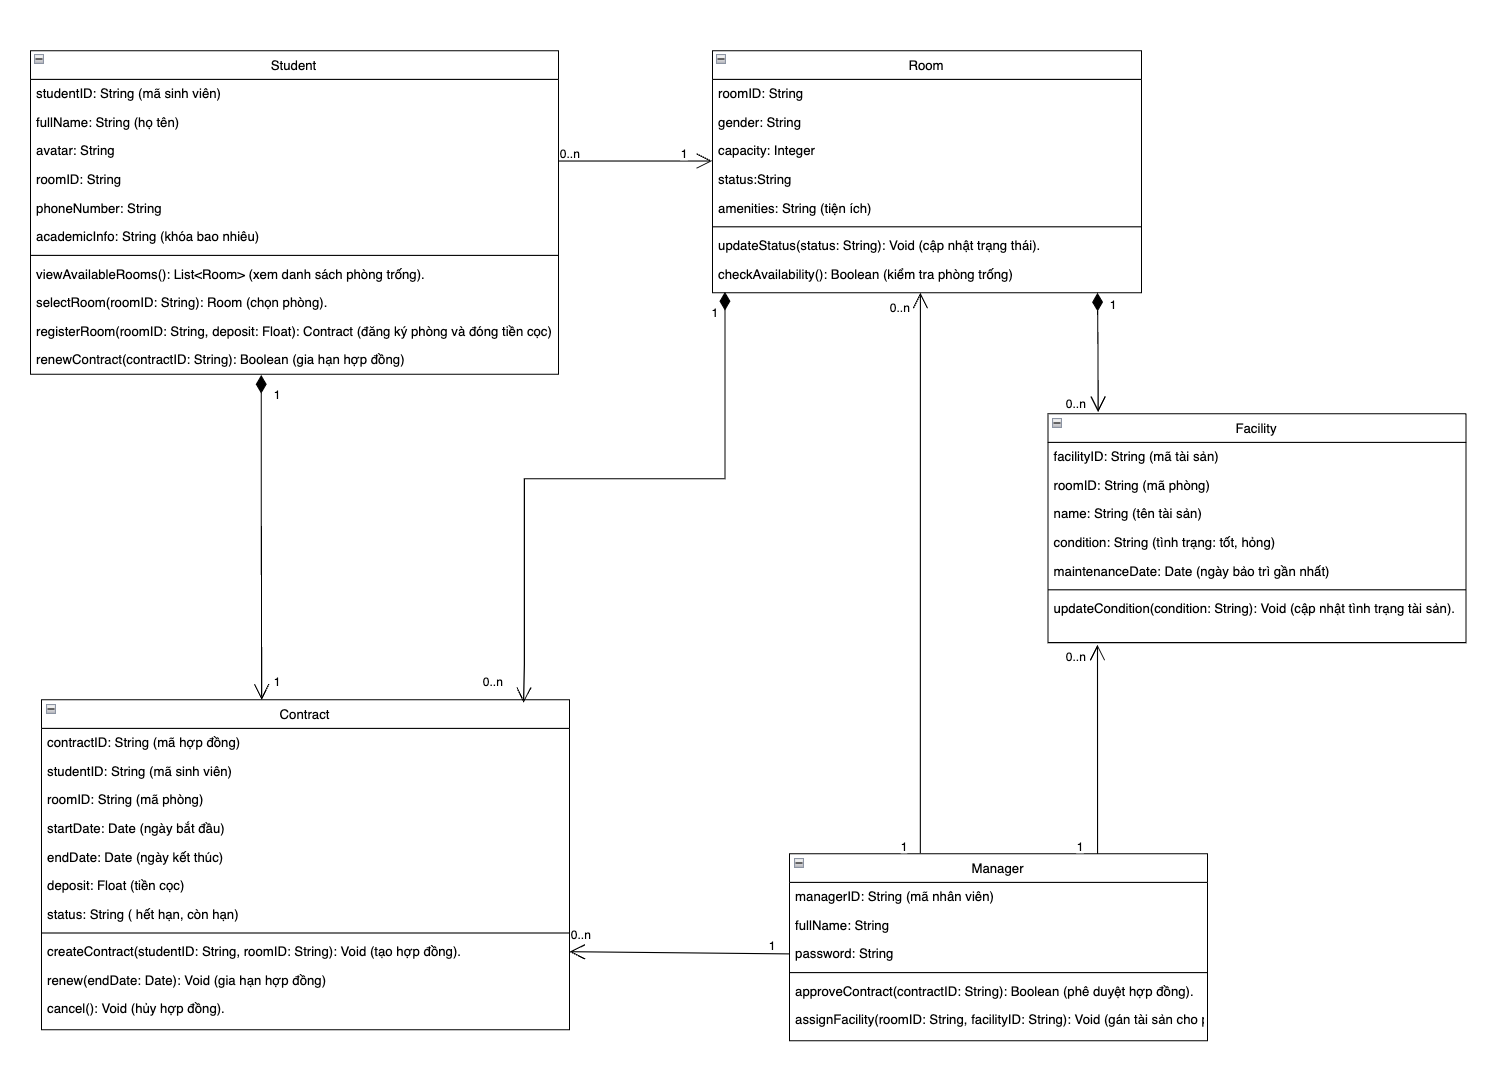 Student
studentID: String (mã sinh viên)
fullName: String (họ tên)
avatar: String
roomID: String
phoneNumber: String
academicInfo: String (khóa bao nhiêu)
viewAvailableRooms(): List<Room> (xem danh sách phòng trống).
selectRoom(roomID: String): Room (chọn phòng).
registerRoom(roomID: String, deposit: Float): Contract (đăng ký phòng và đóng tiền cọc)
renewContract(contractID: String): Boolean (gia hạn hợp đồng)
0..n
1
Room
roomID: String
gender: String
capacity: Integer
status:String
amenities: String (tiện ích)
updateStatus(status: String): Void (cập nhật trạng thái).
checkAvailability(): Boolean (kiểm tra phòng trống)
1
0..n
1
1
0..n
Facility
facilityID: String (mã tài sản)
roomID: String (mã phòng)
name: String (tên tài sản)
condition: String (tình trạng: tốt, hỏng)
maintenanceDate: Date (ngày bảo trì gần nhất)
updateCondition(condition: String): Void (cập nhật tình trạng tài sản).
0..n
1
0..n
Contract
contractID: String (mã hợp đồng)
studentID: String (mã sinh viên)
roomID: String (mã phòng)
startDate: Date (ngày bắt đầu)
endDate: Date (ngày kết thúc)
deposit: Float (tiền cọc)
status: String ( hết hạn, còn hạn)
createContract(studentID: String, roomID: String): Void (tạo hợp đồng).
renew(endDate: Date): Void (gia hạn hợp đồng)
cancel(): Void (hủy hợp đồng).
0..n
1
1
1
Manager
managerID: String (mã nhân viên)
fullName: String
password: String
approveContract(contractID: String): Boolean (phê duyệt hợp đồng).
assignFacility(roomID: String, facilityID: String): Void (gán tài sản cho